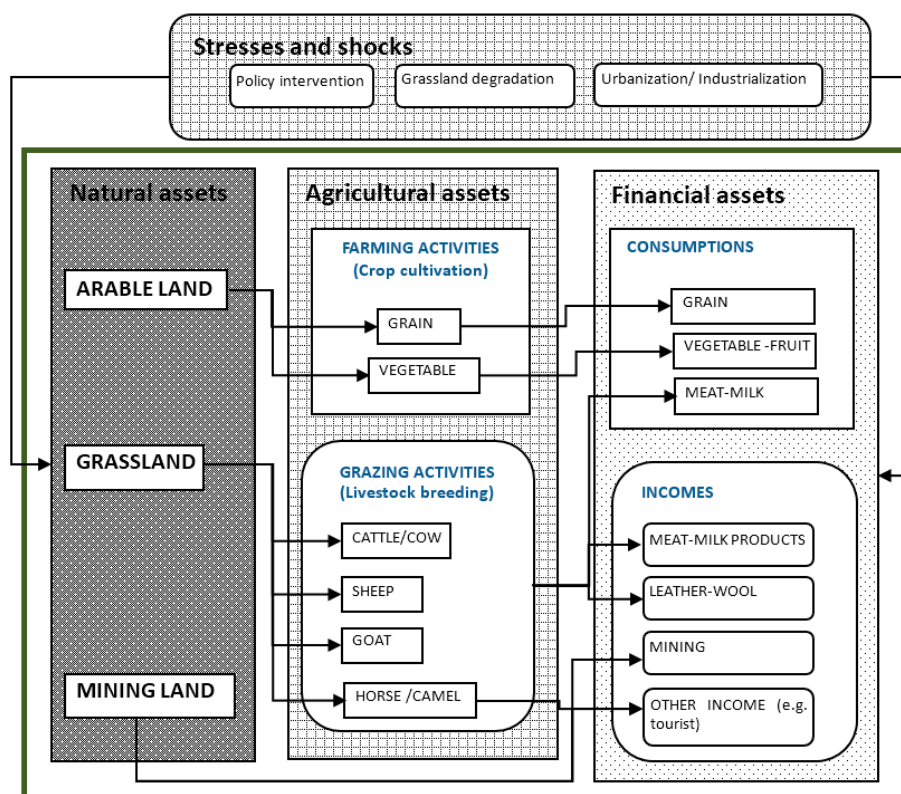 Stresses and shocks
Policy intervention
Grassland degradation
Urbanization/ Industrialization
Natural assets
ARABLE LAND
GRASSLAND
MINING LAND
Agricultural assets
FARMING ACTIVITIES
(Crop cultivation)
GRAIN
VEGETABLE
GRAZING ACTIVITIES
(Livestock breeding)
CATTLE/COW
SHEEP
GOAT
HORSE /CAMEL
Financial assets
CONSUMPTIONS
GRAIN
VEGETABLE -FRUIT
MEAT-MILK
INCOMES
MEAT-MILK PRODUCTS
LEATHER-WOOL
MINING
OTHER INCOME (e.g.
tourist)